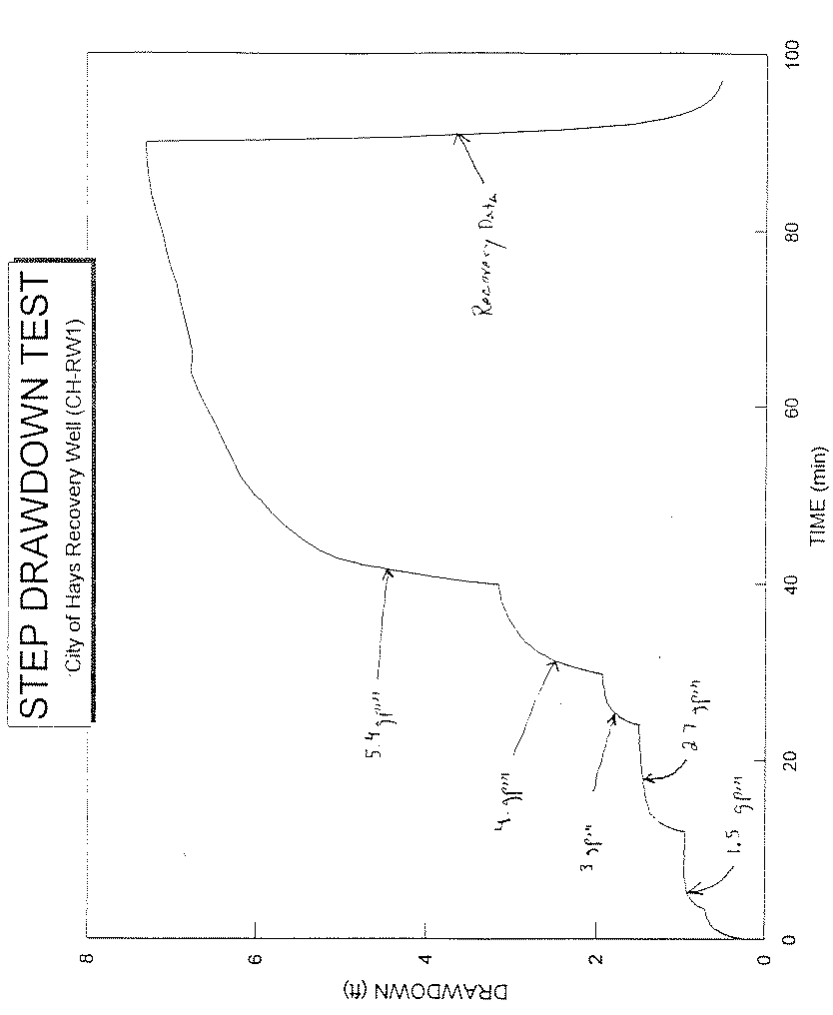 STEP DRAWDOWN TEST
City of Hays Recovery Well (CH-RW1)
DRAWDOWN (ft)
8
6
4
2
0
5.4 gpm
4. gpm
3 gpm
2.7 gpm
1.5 gpm
Recovery Data
0
20
40
60
80
100
TIME (min)